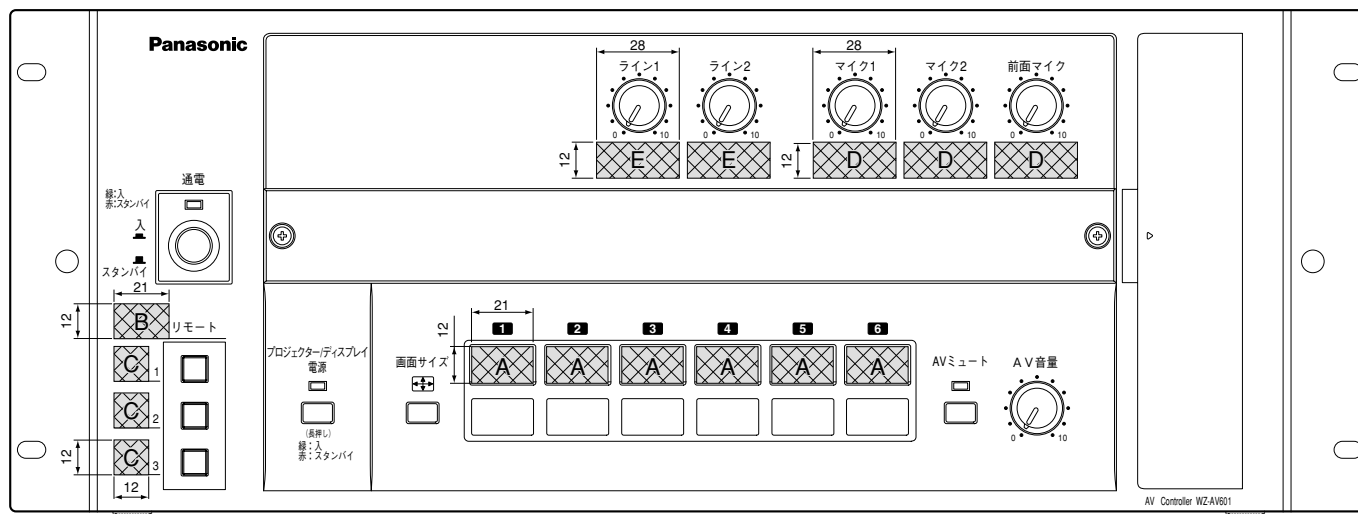 Panasonic
28
28
ライン1
ライン2
マイク1
マイク2
前面マイク
0 10
0 10
0 10
0 10
0 10
12
E
E
12
D
D
D
通電
緑:入
赤:スタンバイ
入
スタンバイ
21
12
B
リモート
C 1
C 2
12
C 3
12
プロジェクター/ディスプレイ
電源
(長押し)
緑:入
赤:スタンバイ
画面サイズ
21
12
1 2 3 4 5 6
A A A A A A
AVミュート
AV音量
0 10
AV Controller WZ-AV601